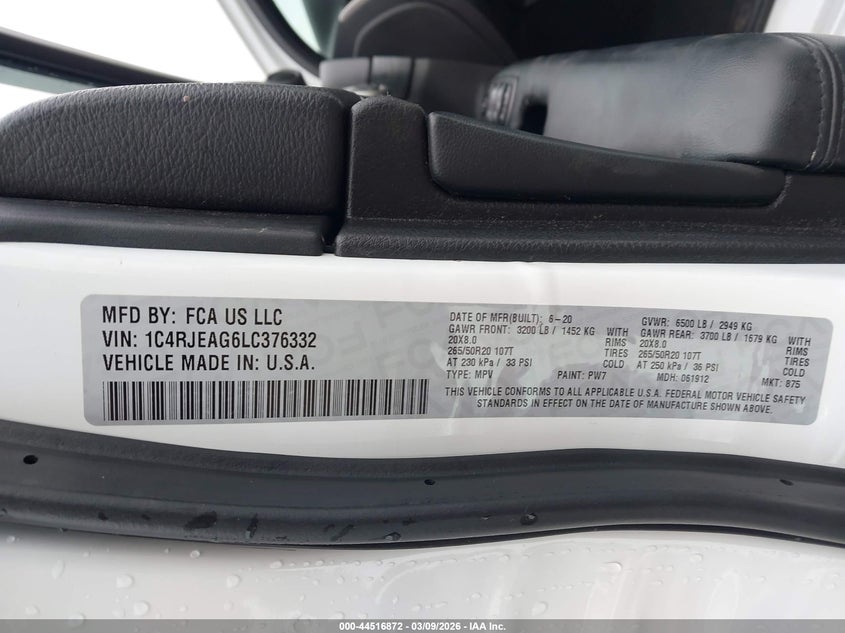 MFD BY: FCA US LLC
VIN: 1C4RJEAG6LC376332
VEHICLE MADE IN: U.S.A.
DATE OF MFR(BUILT): 6-20 GVWR: 6500 LB / 2949 KG
GAWR FRONT: 3200 LB / 1452 KG GAWR REAR: 3700 LB / 1679 KG
20X8.0 RIMS 20X8.0 RIMS
265/50R20 107T TIRES 265/50R20 107T TIRES
AT 230 kPa / 33 PSI COLD AT 250 kPa / 36 PSI COLD
TYPE: MPV PAINT: PW7 MDH: 061912 MKT: 875
THIS VEHICLE CONFORMS TO ALL APPLICABLE U.S.A. FEDERAL MOTOR VEHICLE SAFETY
STANDARDS IN EFFECT ON THE DATE OF MANUFACTURE SHOWN ABOVE.
000-44516872 | 03/09/2026 - IAA Inc.